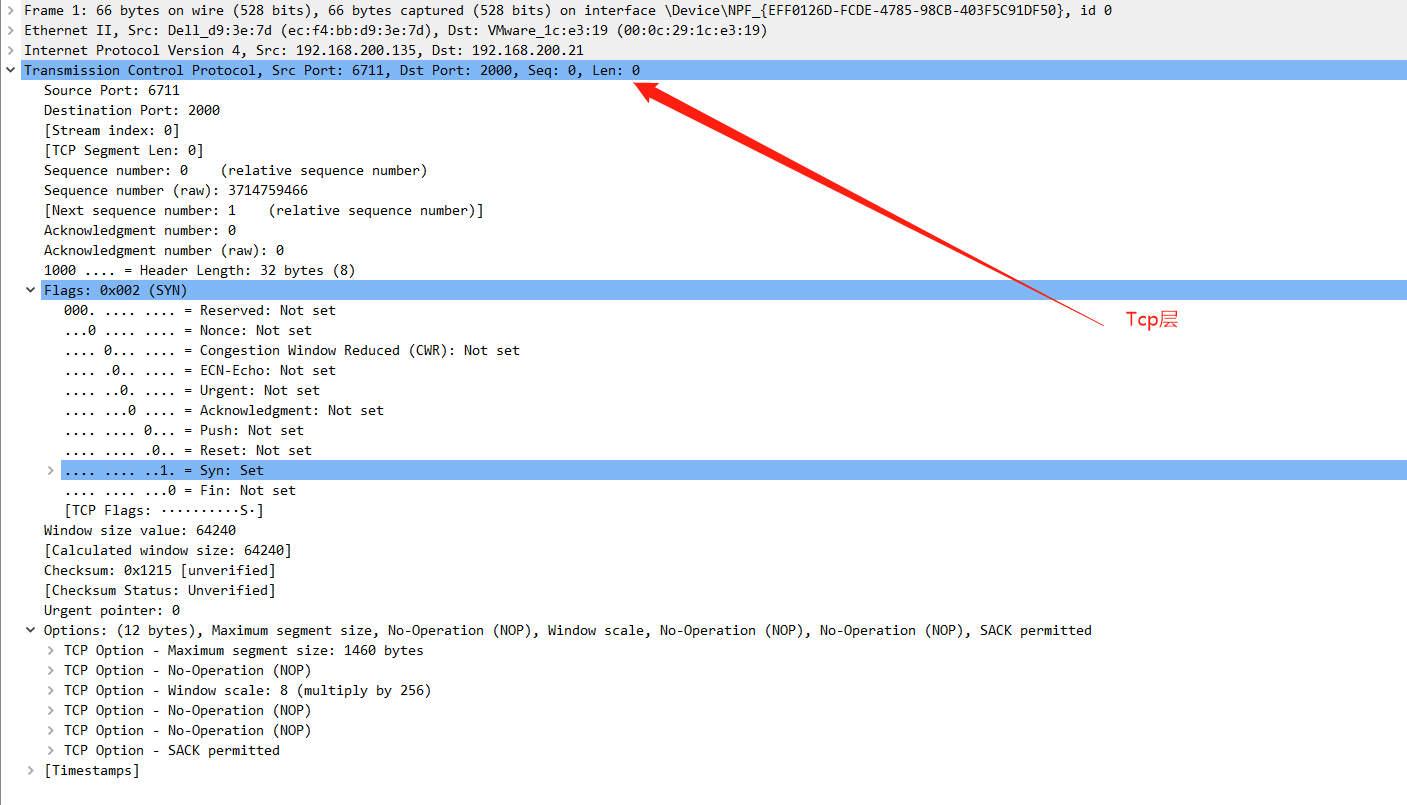 Frame 1: 66 bytes on wire (528 bits), 66 bytes captured (528 bits) on interface \Device\NPF_{EFF0126D-FCDE-4785-98CB-403F5C91DF50}, id 0
Ethernet II, Src: Dell_d9:3e:7d (ec:f4:bb:d9:3e:7d), Dst: VMware_1c:e3:19 (00:0c:29:1c:e3:19)
Internet Protocol Version 4, Src: 192.168.200.135, Dst: 192.168.200.21
Transmission Control Protocol, Src Port: 6711, Dst Port: 2000, Seq: 0, Len: 0
Source Port: 6711
Destination Port: 2000
[Stream index: 0]
[TCP Segment Len: 0]
Sequence number: 0    (relative sequence number)
Sequence number (raw): 3714759466
[Next sequence number: 1    (relative sequence number)]
Acknowledgment number: 0
Acknowledgment number (raw): 0
1000 .... = Header Length: 32 bytes (8)
Flags: 0x002 (SYN)
000. .... .... = Reserved: Not set
...0 .... .... = Nonce: Not set
Tcp层
.... 0... .... = Congestion Window Reduced (CWR): Not set
.... .0.. .... = ECN-Echo: Not set
.... ..0. .... = Urgent: Not set
.... ...0 .... = Acknowledgment: Not set
.... .... 0... = Push: Not set
.... .... .0.. = Reset: Not set
.... .... ..1. = Syn: Set
.... .... ...0 = Fin: Not set
[TCP Flags: ··········S·]
Window size value: 64240
[Calculated window size: 64240]
Checksum: 0x1215 [unverified]
[Checksum Status: Unverified]
Urgent pointer: 0
Options: (12 bytes), Maximum segment size, No-Operation (NOP), Window scale, No-Operation (NOP), No-Operation (NOP), SACK permitted
TCP Option - Maximum segment size: 1460 bytes
TCP Option - No-Operation (NOP)
TCP Option - Window scale: 8 (multiply by 256)
TCP Option - No-Operation (NOP)
TCP Option - No-Operation (NOP)
TCP Option - SACK permitted
[Timestamps]